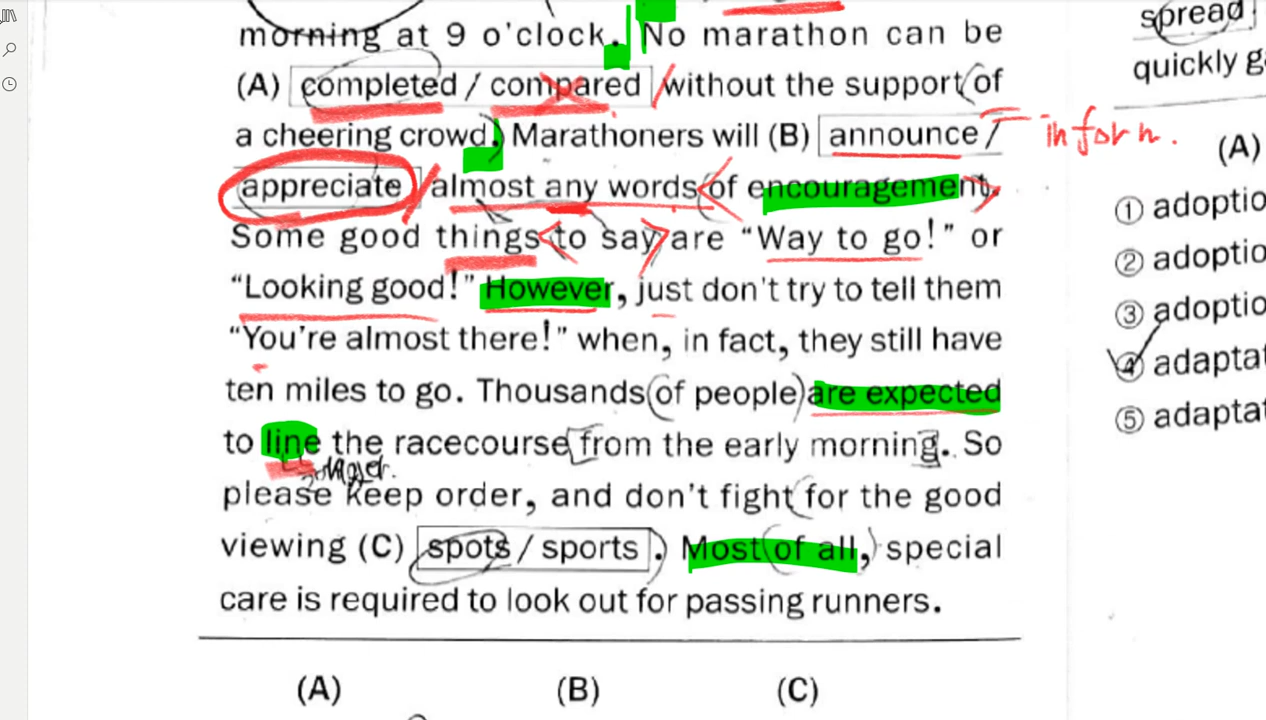 morning at 9 o'clock. No marathon can be
(A) completed / compared without the support of
a cheering crowd. Marathoners will (B) announce /
inform.
appreciate almost any words of encouragement.
Some good things to say are “Way to go!” or
“Looking good!” However, just don't try to tell them
“You're almost there!” when, in fact, they still have
ten miles to go. Thousands of people are expected
to line the racecourse from the early morning. So
please keep order, and don't fight for the good
viewing (C) spots / sports. Most of all, special
care is required to look out for passing runners.
(A) (B) (C)
spread
quickly
(A)
① adoptio
② adoptio
③ adoptio
④ adaptat
⑤ adaptat